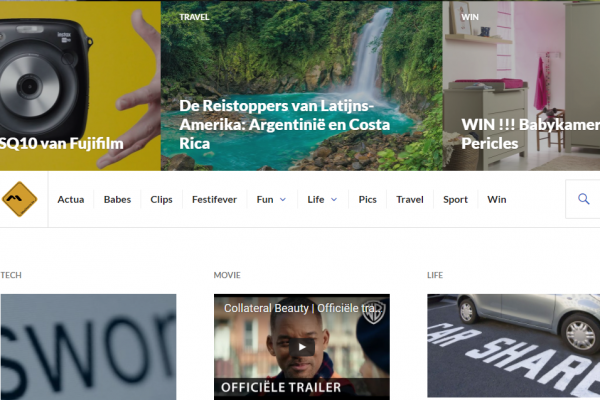 TRAVEL
WIN
SQ10 van Fujifilm
De Reistoppers van Latijns-
Amerika: Argentinië en Costa
Rica
WIN !!! Babykamer
Pericles
Actua Babes Clips Festifever Fun Life Pics Travel Sport Win
TECH
MOVIE
LIFE
swor
Collateral Beauty | Officiële tra...
OFFICIËLE TRAILER
CAR SHARE